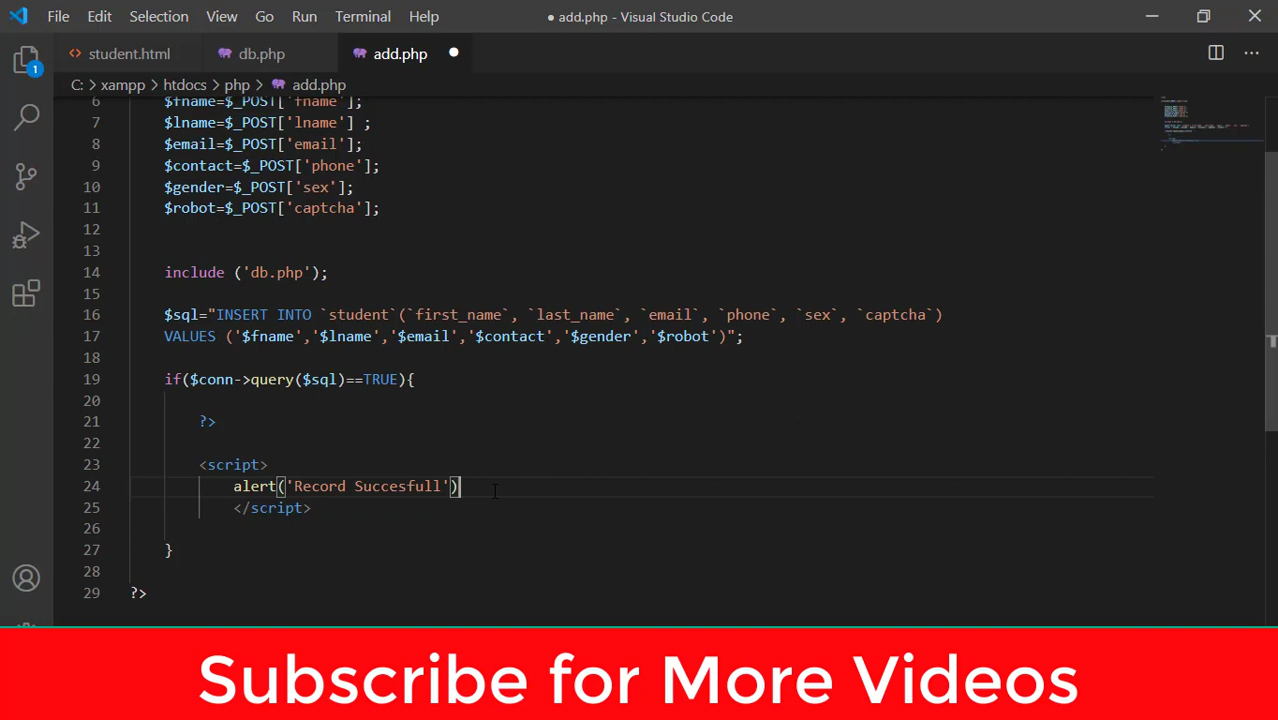 File Edit Selection View Go Run Terminal Help ● add.php - Visual Studio Code
student.html db.php add.php
C: > xampp > htdocs > php > add.php
6 $fname=$_POST['fname'];
7 $lname=$_POST['lname'] ;
8 $email=$_POST['email'];
9 $contact=$_POST['phone'];
10 $gender=$_POST['sex'];
11 $robot=$_POST['captcha'];
12
13
14 include ('db.php');
15
16 $sql="INSERT INTO `student`(`first_name`, `last_name`, `email`, `phone`, `sex`, `captcha`)
17 VALUES ('$fname','$lname','$email','$contact','$gender','$robot')";
18
19 if($conn->query($sql)==TRUE){
20
21 ?>
22
23 <script>
24 alert('Record Succesfull')
25 </script>
26
27 }
28
29 ?>
1
Subscribe for More Videos